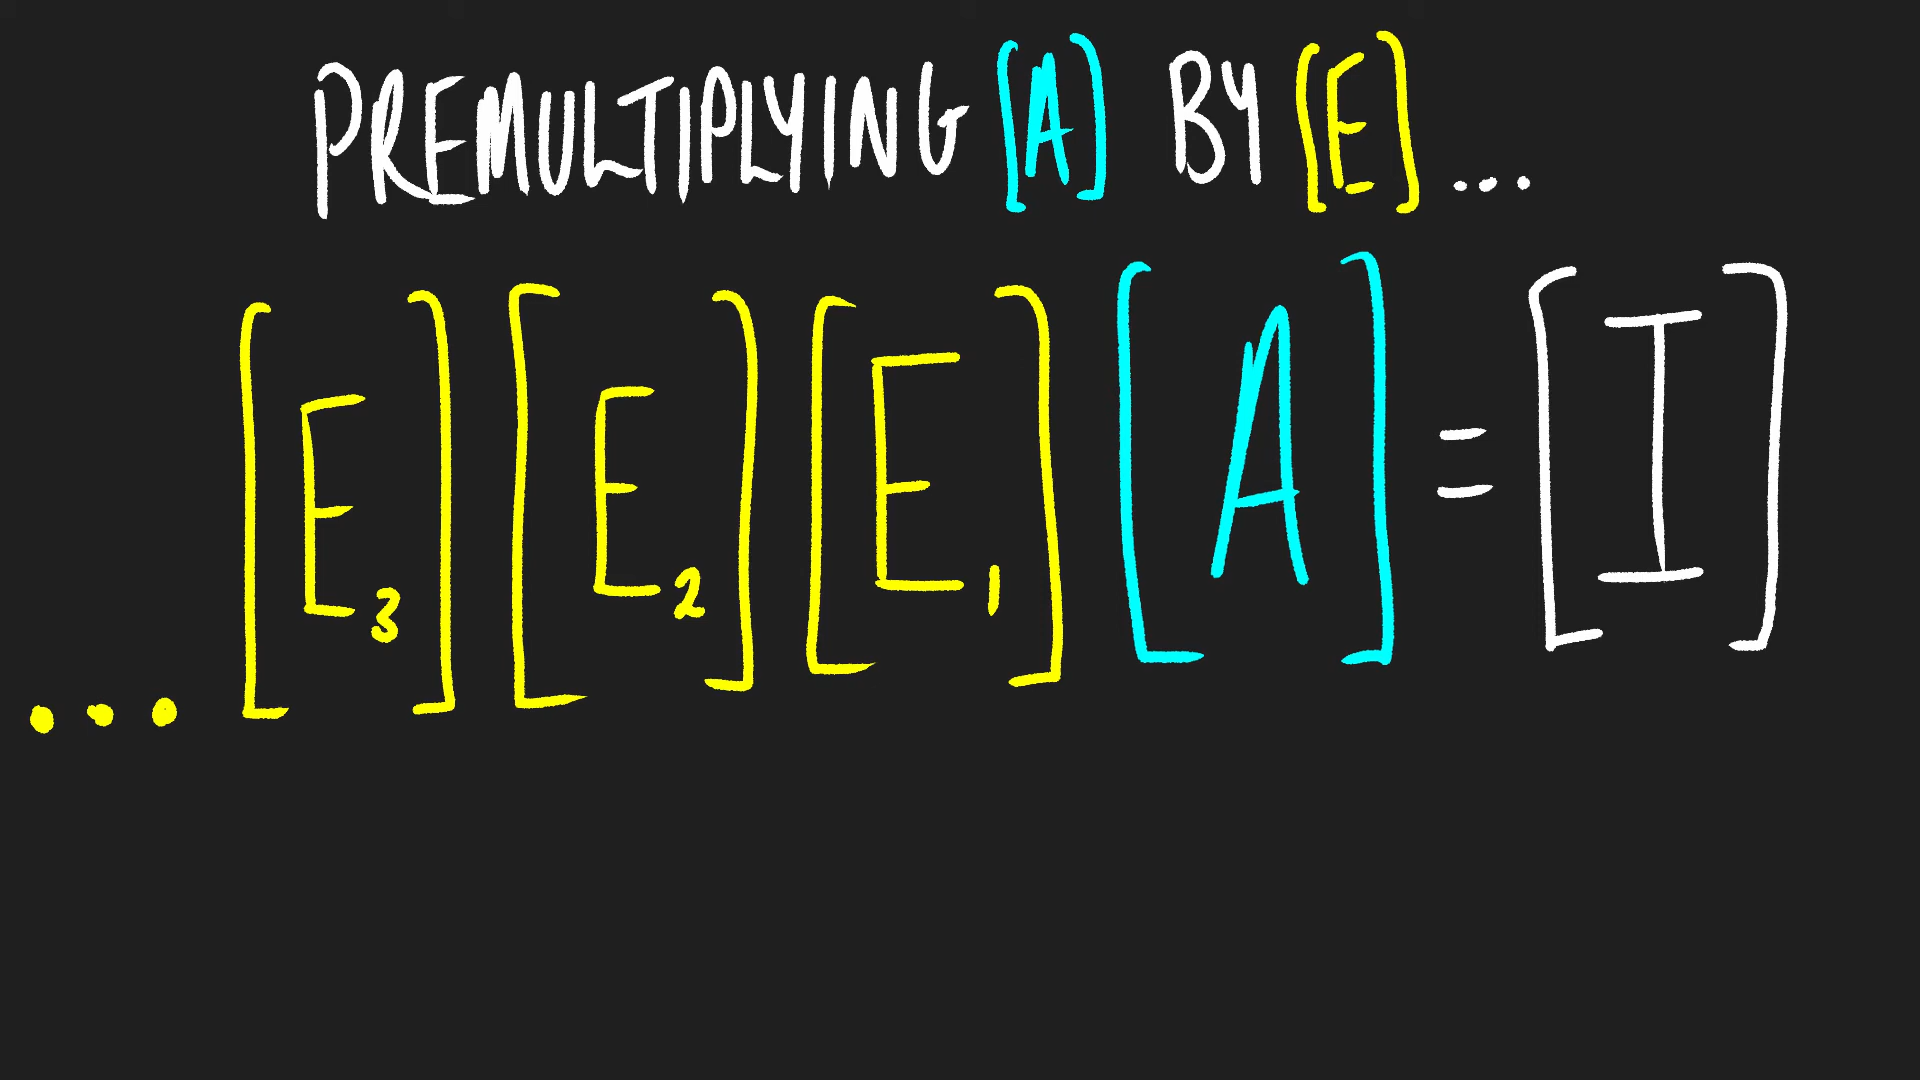 PREMULTIPLYING [A] BY [E]...
...[E₃][E₂][E₁][A]=[I]